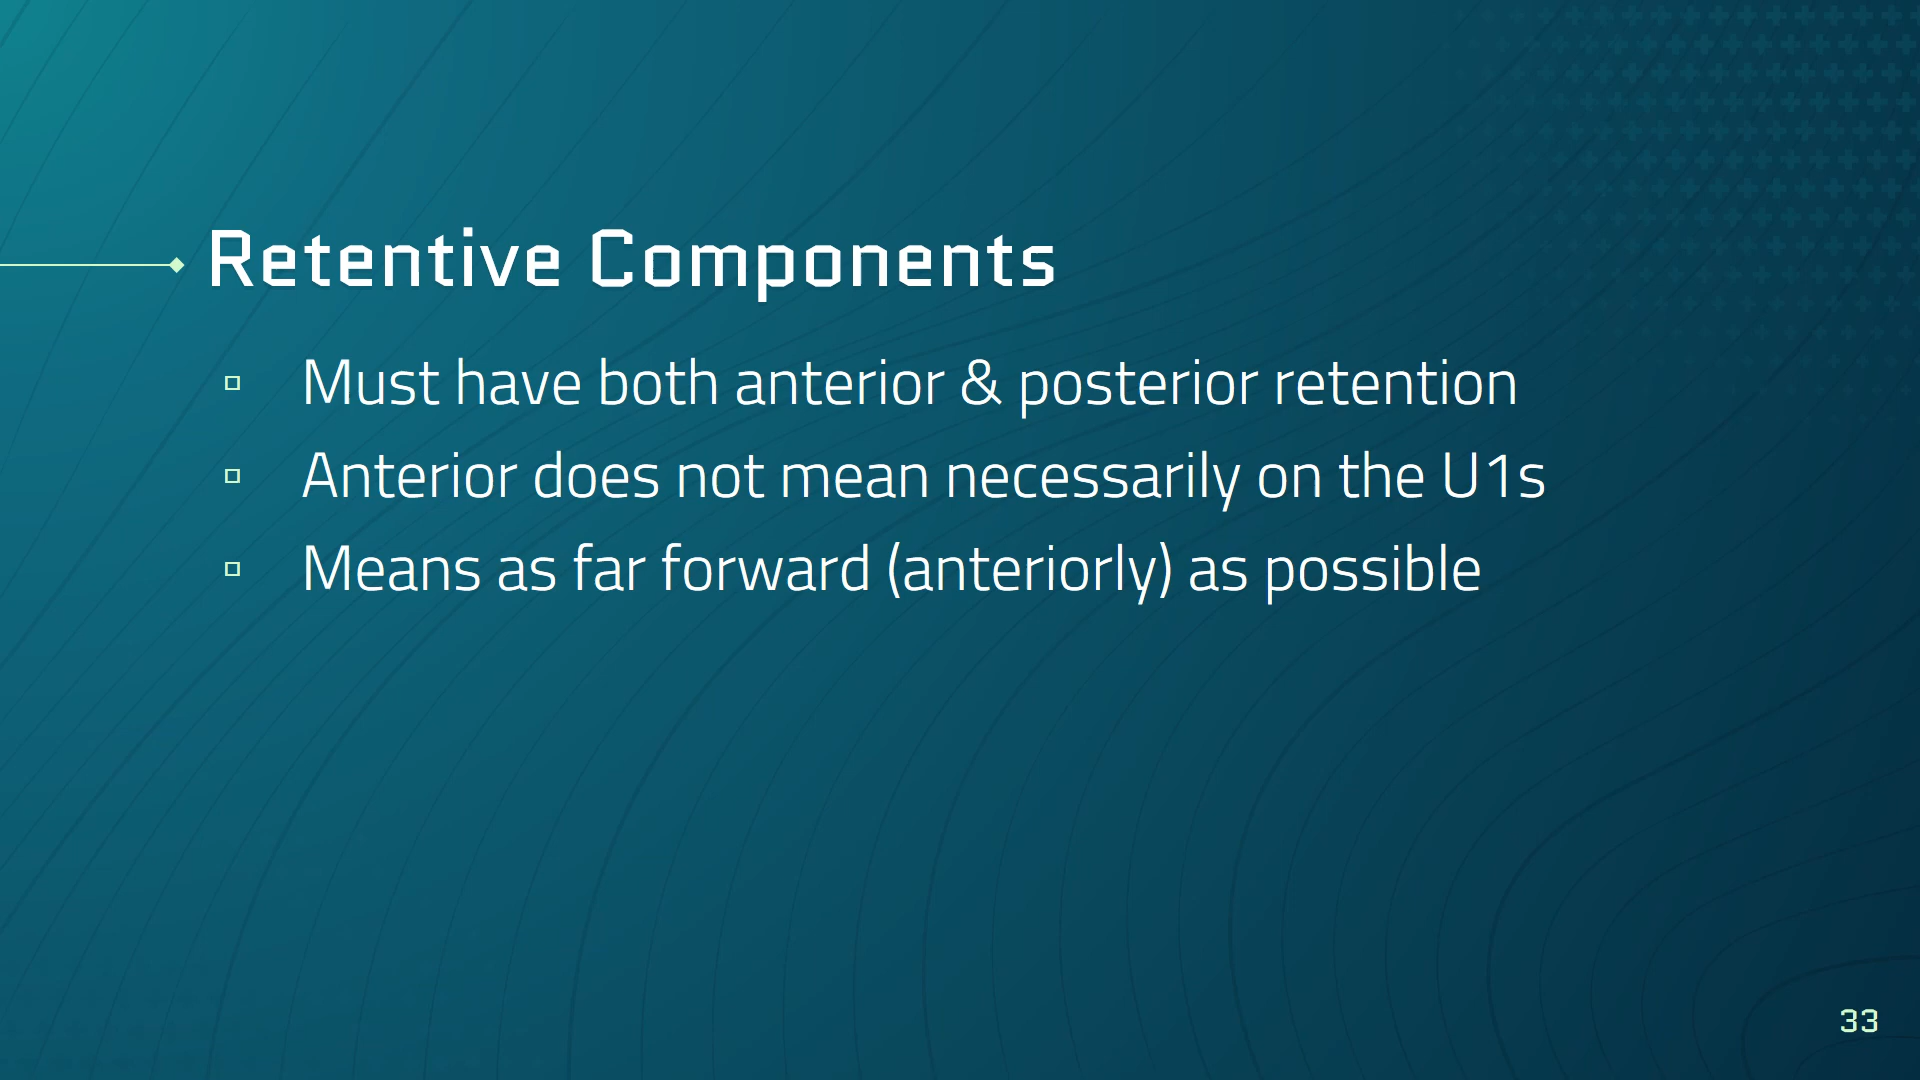 Retentive Components
Must have both anterior & posterior retention
Anterior does not mean necessarily on the U1s
Means as far forward (anteriorly) as possible
33